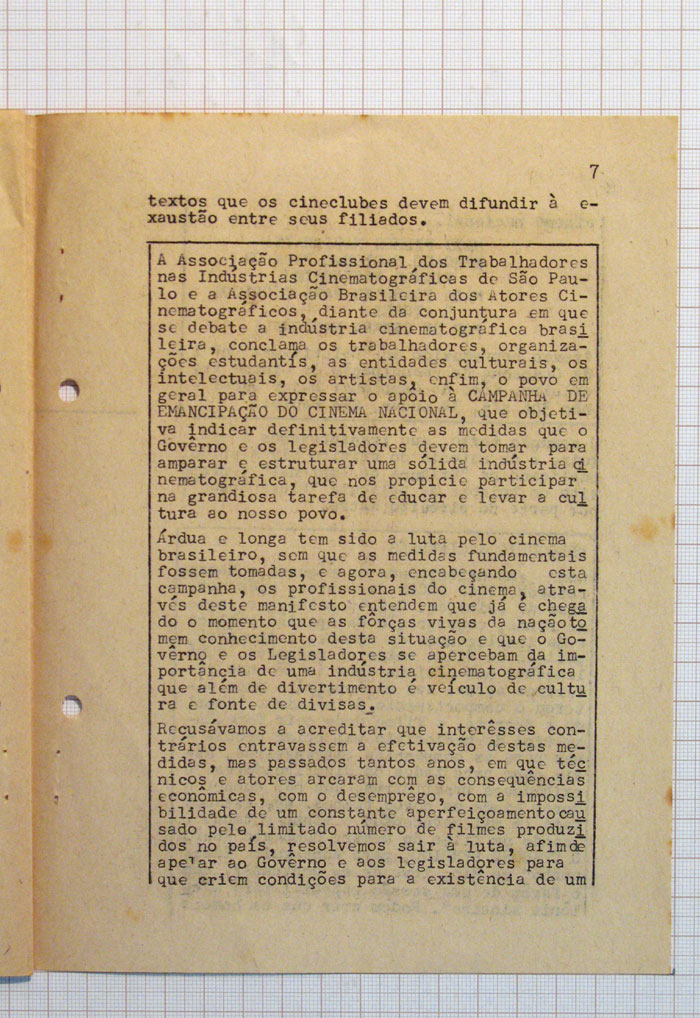 7
textos que os cineclubes devem difundir à e-
xaustão entre seus filiados.
A Associação Profissional dos Trabalhadores
nas Indústrias Cinematográficas de São Pau-
lo e a Associação Brasileira dos Atores Ci-
nematográficos, diante da conjuntura em que
se debate a indústria cinematográfica brasi
leira, conclama os trabalhadores, organiza-
ções estudantís, as entidades culturais, os
intelectuais, os artistas, enfim, o povo em
geral para expressar o apôio à CAMPANHA DE
EMANCIPAÇÃO DO CINEMA NACIONAL, que objeti-
va indicar definitivamente as medidas que o
Govêrno e os legisladores devem tomar para
amparar e estruturar uma sólida indústria ci
nematográfica, que nos propicie participar
na grandiosa tarefa de educar e levar a cul
tura ao nosso povo.
Árdua e longa tem sido a luta pelo cinema
brasileiro, sem que as medidas fundamentais
fossem tomadas, e agora, encabeçando esta
campanha, os profissionais do cinema, atra-
vés deste manifesto entendem que já é chega
do o momento que as fôrças vivas da nação to
mem conhecimento desta situação e que o Go-
vêrno e os Legisladores se apercebam da im-
portância de uma indústria cinematográfica
que além de divertimento é veículo de cultu
ra e fonte de divisas.
Recusávamos a acreditar que interêsses con-
trários entravassem a efetivação destas me-
didas, mas passados tantos anos, em que téc
nicos e atores arcaram com as consequências
econômicas, com o desemprêgo, com a impossi
bilidade de um constante aperfeiçoamento cau
sado pelo limitado número de filmes produzi
dos no país, resolvemos sair à luta, afim de
apelar ao Govêrno e aos legisladores para
que criem condições para a existência de um